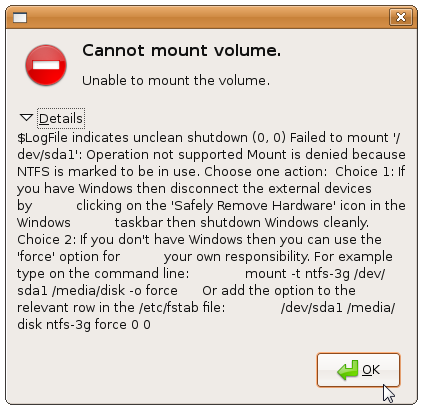 Cannot mount volume.
Unable to mount the volume.
Details
$LogFile indicates unclean shutdown (0, 0) Failed to mount '/
dev/sda1': Operation not supported Mount is denied because
NTFS is marked to be in use. Choose one action:  Choice 1: If
you have Windows then disconnect the external devices
by clicking on the 'Safely Remove Hardware' icon in the
Windows taskbar then shutdown Windows cleanly.
Choice 2: If you don't have Windows then you can use the
'force' option for your own responsibility. For example
type on the command line: mount -t ntfs-3g /dev/
sda1 /media/disk -o force Or add the option to the
relevant row in the /etc/fstab file: /dev/sda1 /media/
disk ntfs-3g force 0 0
OK